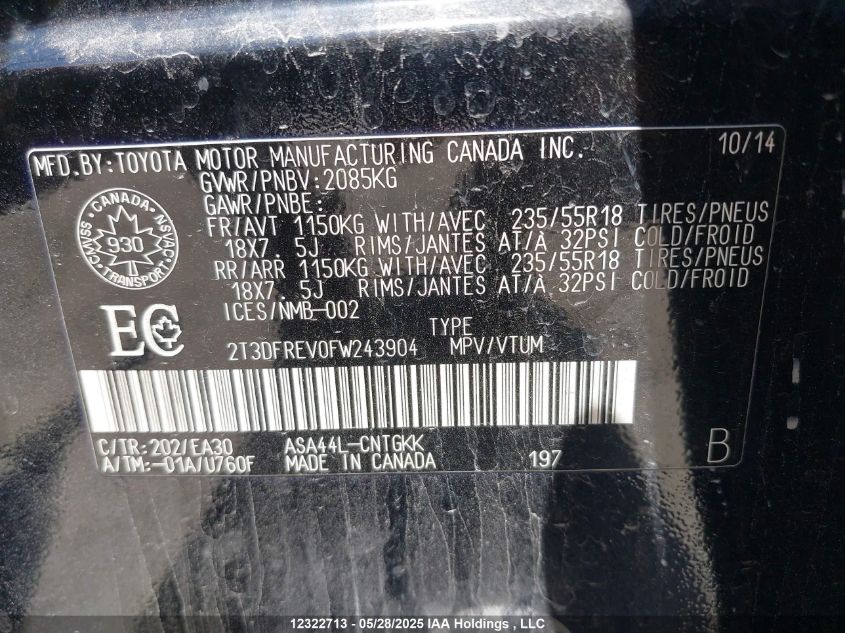 MFD.BY:TOYOTA MOTOR MANUFACTURING CANADA INC. 10/14
GVWR/PNBV:2085KG
GAWR/PNBE:
FR/AVT 1150KG WITH/AVEC 235/55R18 TIRES/PNEUS
18X7.5J RIMS/JANTES AT/À 32PSI COLD/FROID
RR/ARR 1150KG WITH/AVEC 235/55R18 TIRES/PNEUS
18X7.5J RIMS/JANTES AT/À 32PSI COLD/FROID
ICES/NMB-002
CANADA
CMVSS
930
NSVAC
TRANSPORT
EC
TYPE
2T3DFREV0FW243904 MPV/VTUM
C/TR:202/EA30 ASA44L-CNTGKK
A/TM:-01A/U760F MADE IN CANADA 197 B
12322713 - 05/28/2025 IAA Holdings , LLC